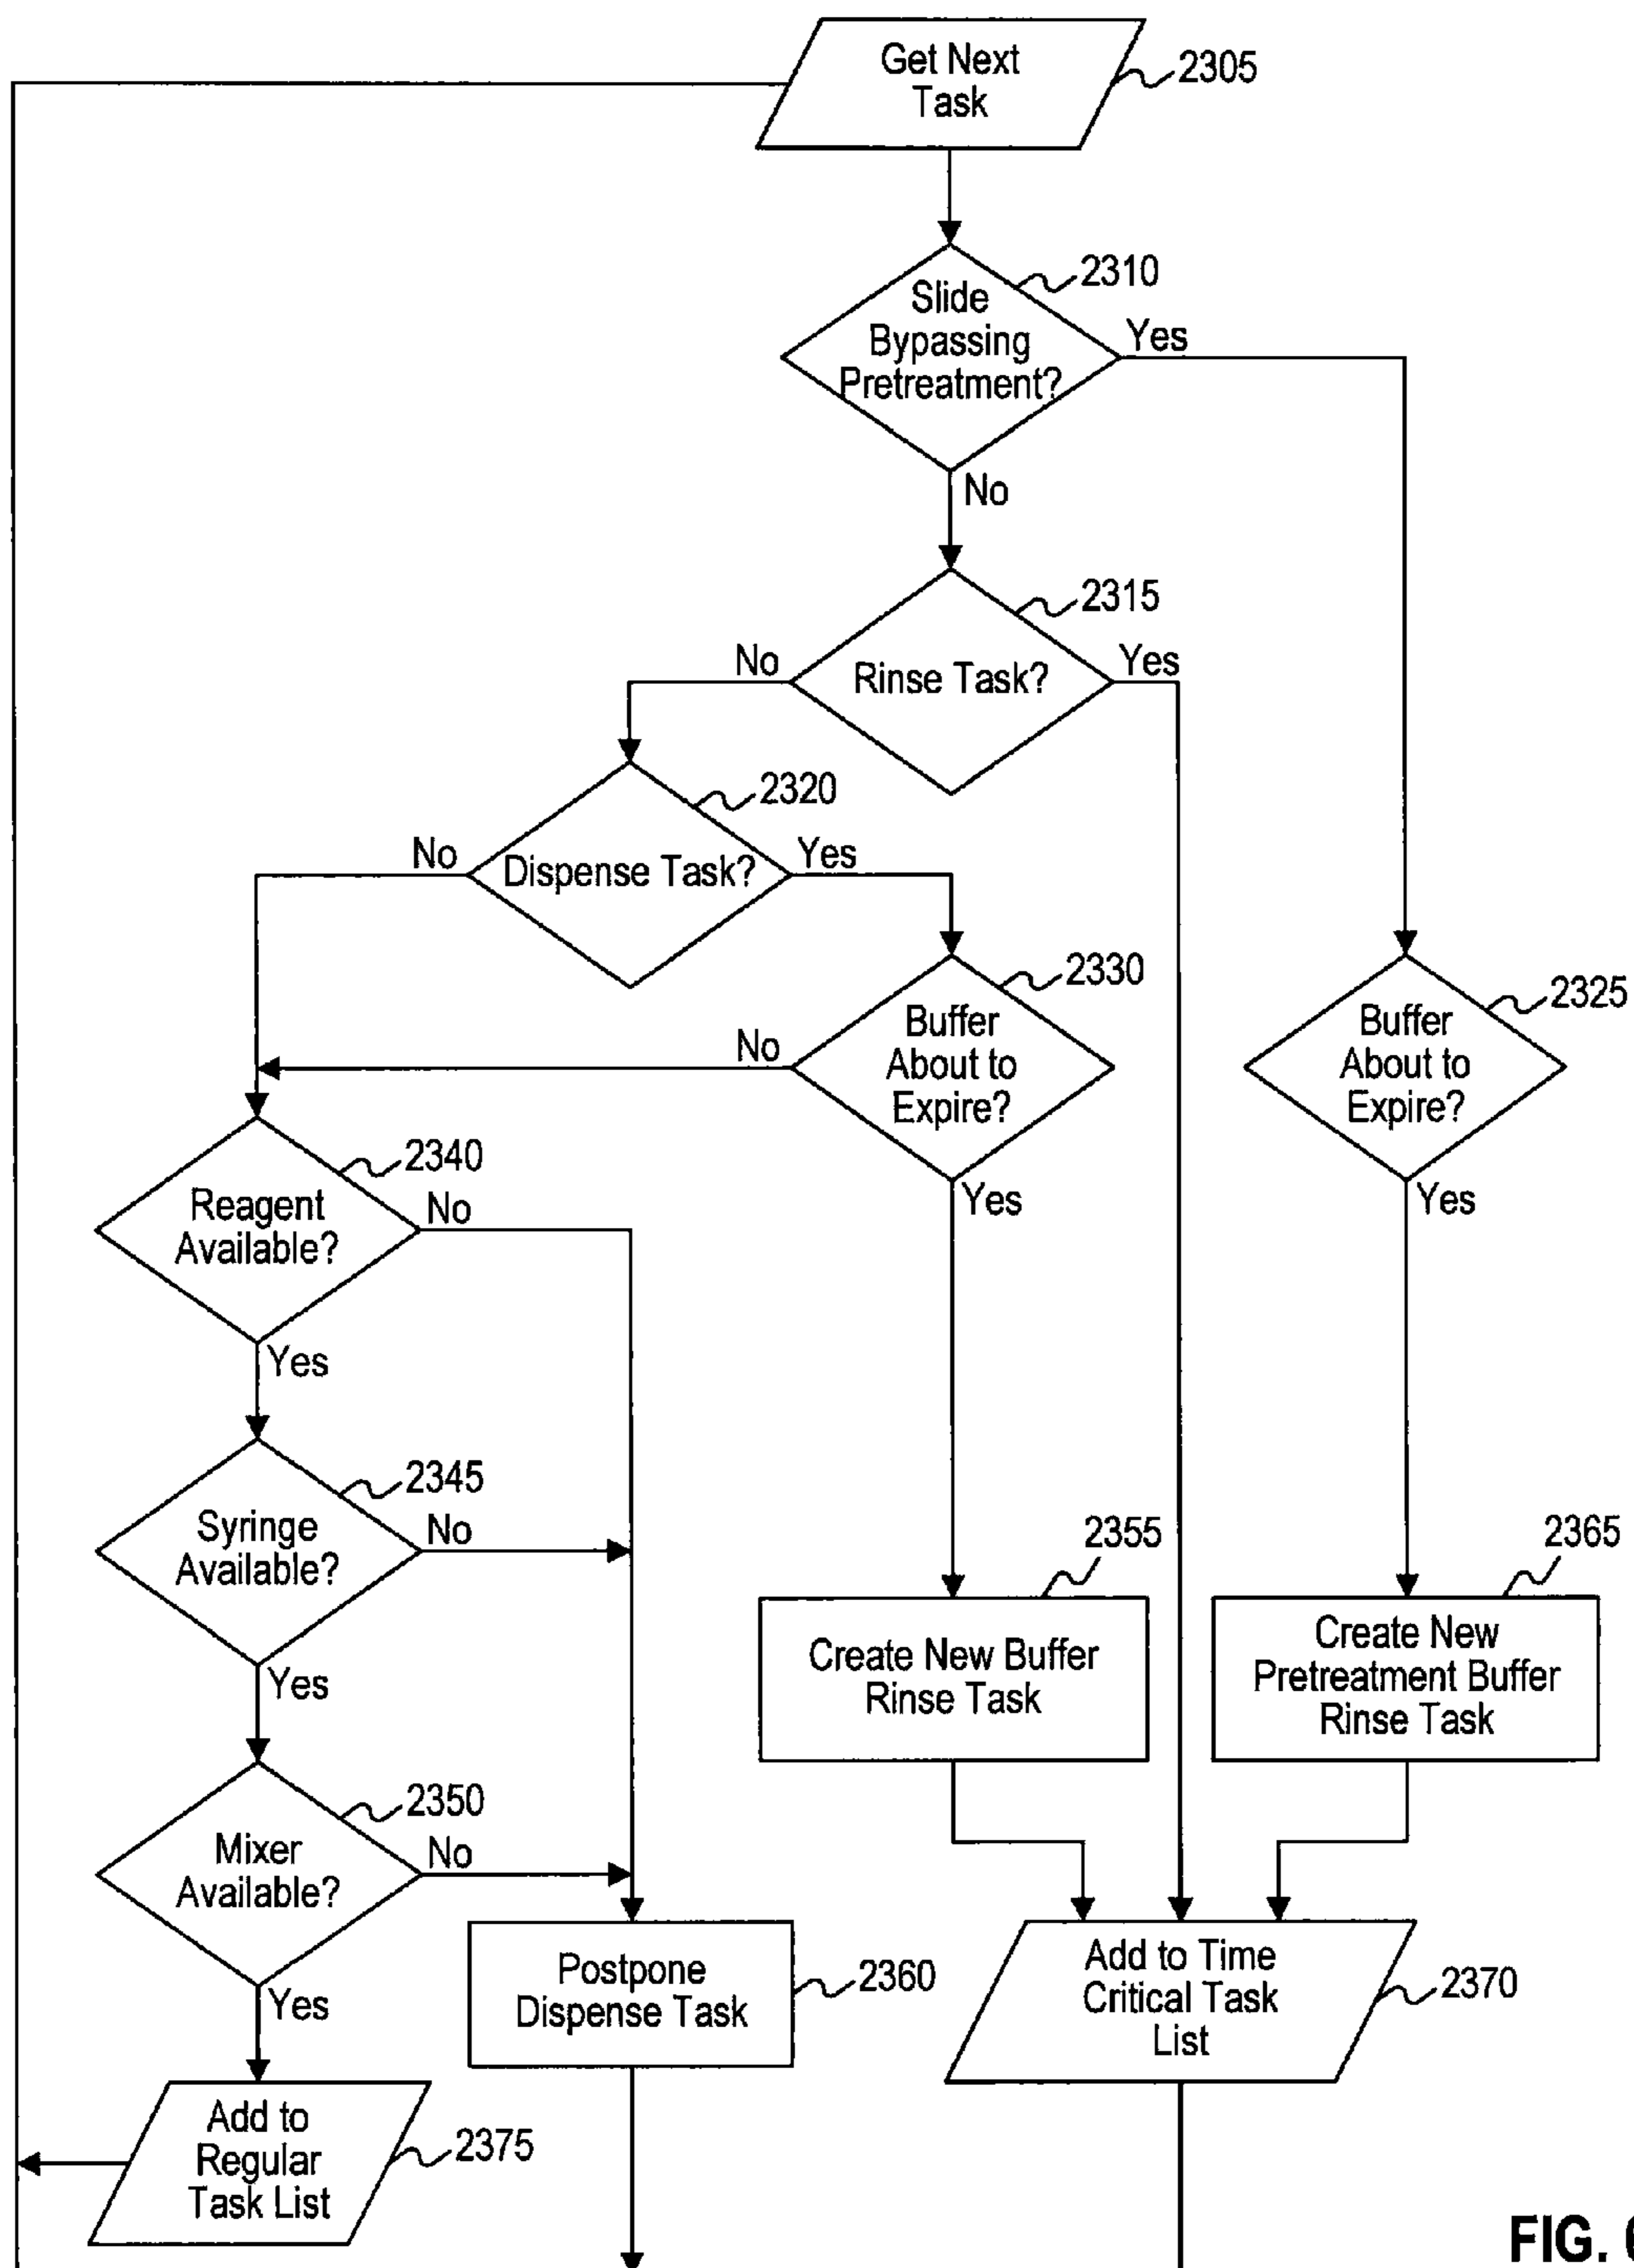 Get Next
Task
2305
2310
Slide
Bypassing
Pretreatment?
Yes
No
2315
No
Rinse Task?
Yes
2320
No
Dispense Task?
Yes
2330
Buffer
About to
Expire?
No
Yes
2325
Buffer
About to
Expire?
Yes
2340
Reagent
Available?
No
Yes
2345
Syringe
Available?
No
Yes
2355
Create New Buffer
Rinse Task
2365
Create New
Pretreatment Buffer
Rinse Task
2350
Mixer
Available?
No
Yes
Postpone
Dispense Task
2360
Add to Time
Critical Task
List
2370
Add to
Regular
Task List
2375
FIG.